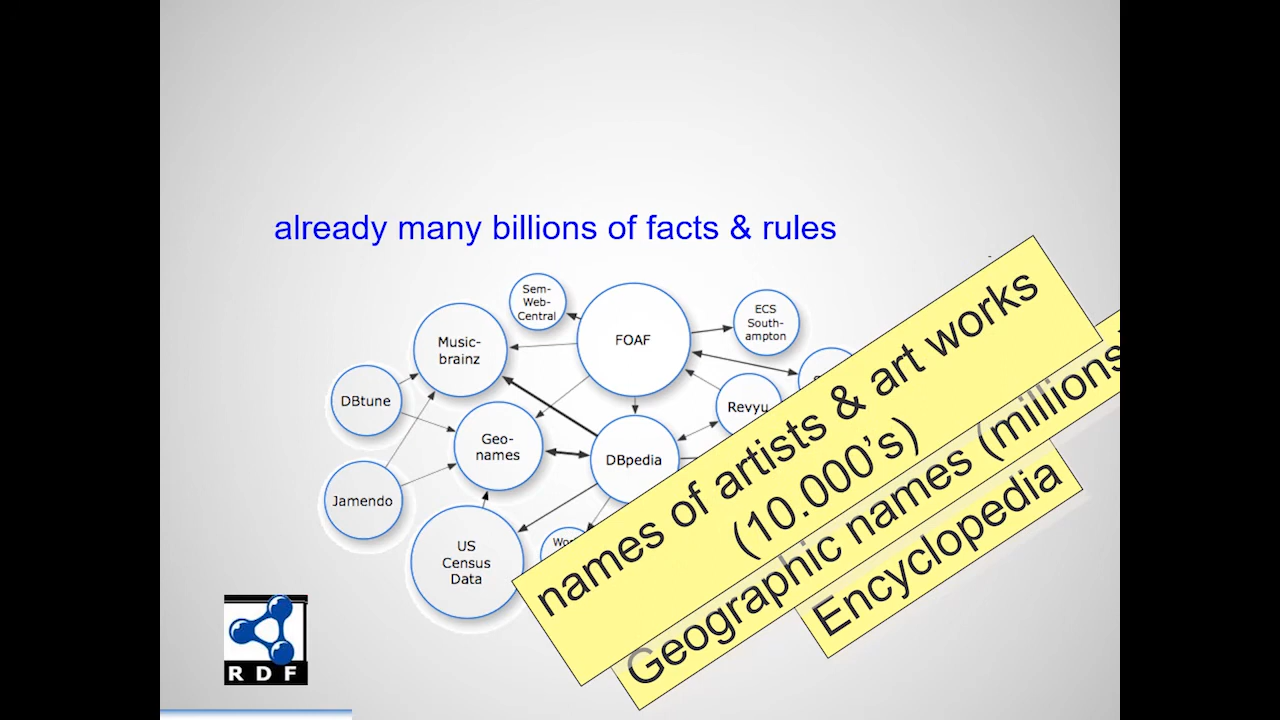 already many billions of facts & rules
Sem-
Web-
Central
FOAF
ECS
South-
ampton
Music-
brainz
DBtune
Revyu
Geo-
names
DBpedia
Jamendo
US
Census
Data
names of artists & art works
(10.000's)
Geographic names (millions)
Encyclopedia
RDF